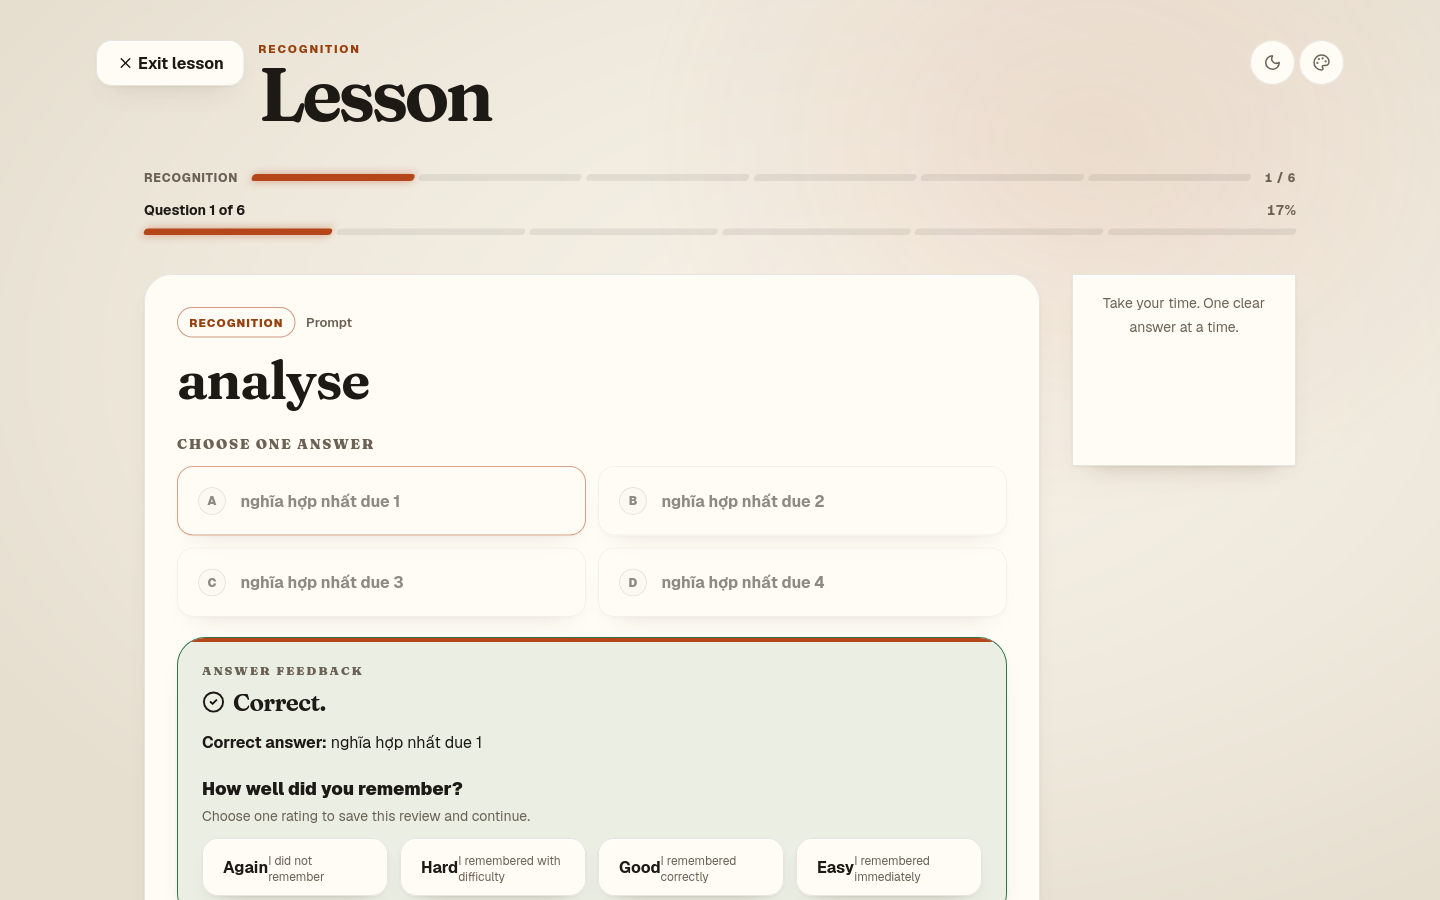 Exit lesson
RECOGNITION
Lesson
RECOGNITION
1 / 6
Question 1 of 6
17%
RECOGNITION
Prompt
analyse
CHOOSE ONE ANSWER
A
nghĩa hợp nhất due 1
B
nghĩa hợp nhất due 2
C
nghĩa hợp nhất due 3
D
nghĩa hợp nhất due 4
ANSWER FEEDBACK
Correct.
Correct answer: nghĩa hợp nhất due 1
How well did you remember?
Choose one rating to save this review and continue.
Again
I did not
remember
Hard
I remembered with
difficulty
Good
I remembered
correctly
Easy
I remembered
immediately
Take your time. One clear
answer at a time.